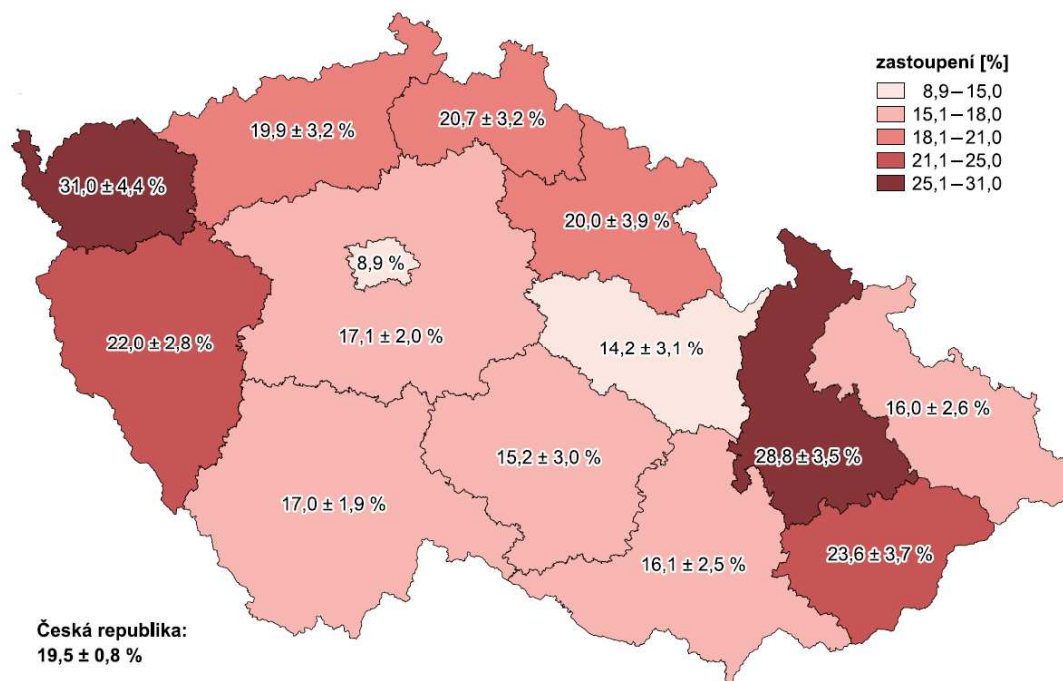 zastoupení [%]
8,9–15,0
15,1–18,0
18,1–21,0
21,1–25,0
25,1–31,0
19,9 ± 3,2 %
20,7 ± 3,2 %
31,0 ± 4,4 %
20,0 ± 3,9 %
8,9 %
22,0 ± 2,8 %
17,1 ± 2,0 %
14,2 ± 3,1 %
16,0 ± 2,6 %
15,2 ± 3,0 %
28,8 ± 3,5 %
17,0 ± 1,9 %
16,1 ± 2,5 %
23,6 ± 3,7 %
Česká republika:
19,5 ± 0,8 %